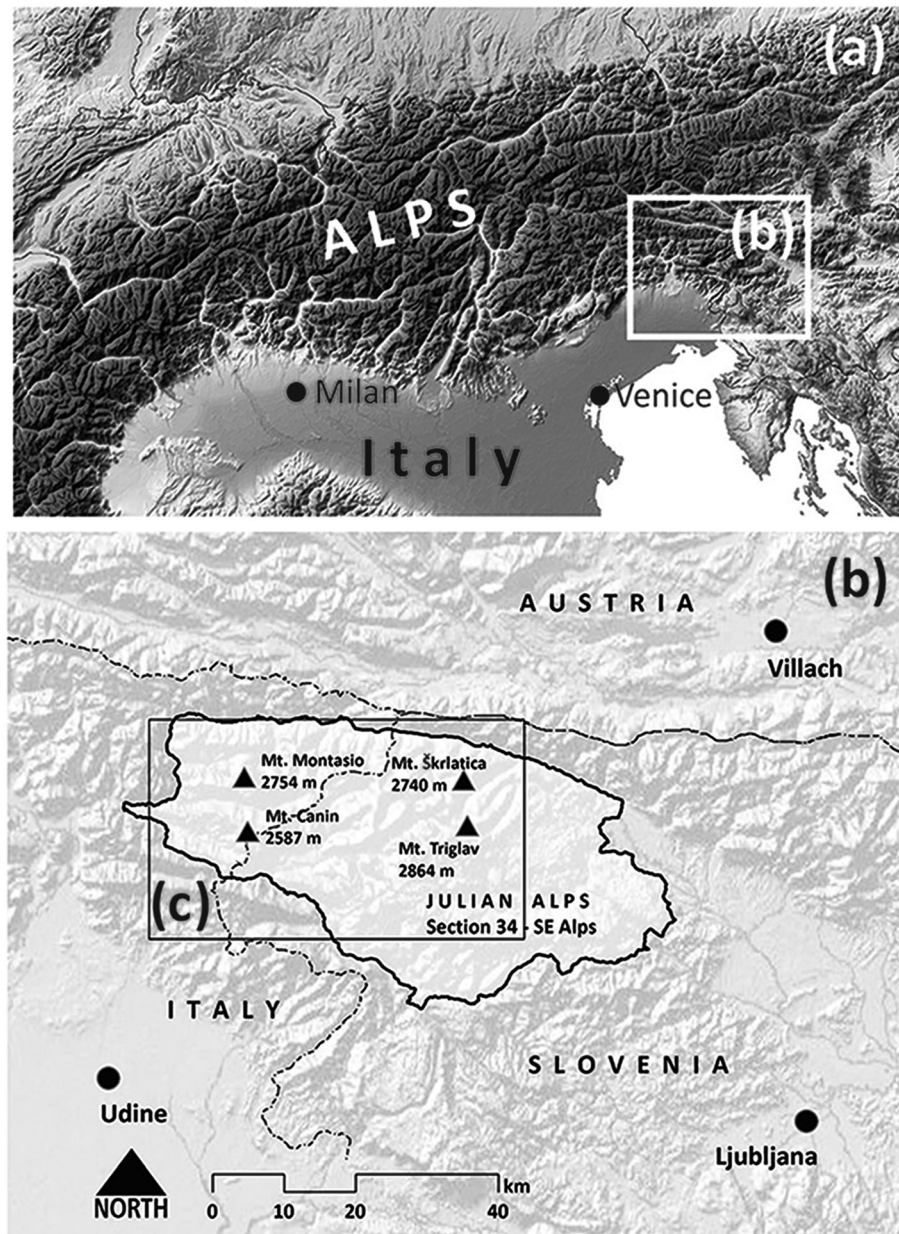 (a)
ALPS
(b)
Milan
Venice
Italy
(b)
AUSTRIA
Villach
Mt. Montasio
2754 m
Mt. Škrlatica
2740 m
Mt. Canin
2587 m
Mt. Triglav
2864 m
(c)
JULIAN ALPS
Section 34 - SE Alps
ITALY
SLOVENIA
Udine
Ljubljana
NORTH
km
0 10 20 40